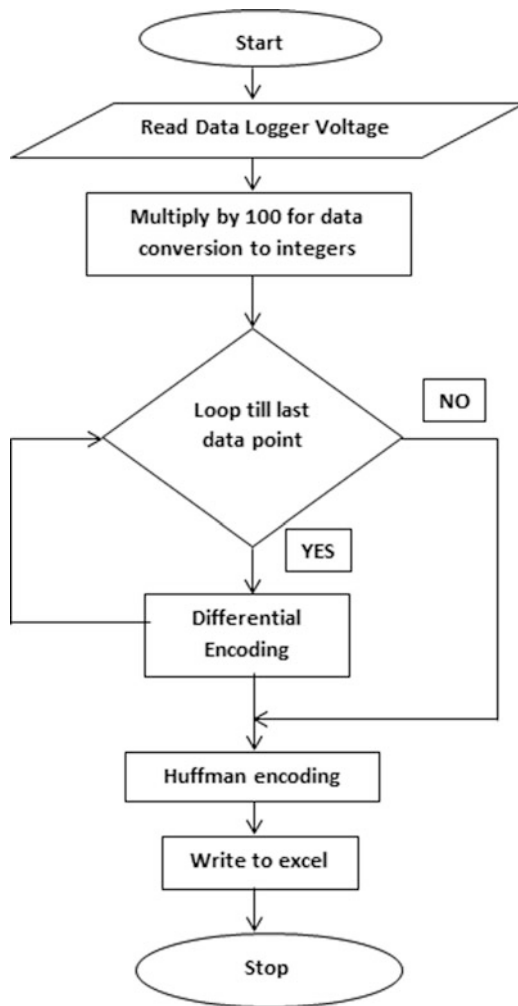 Start
Read Data Logger Voltage
Multiply by 100 for data
conversion to integers
Loop till last
data point
NO
YES
Differential
Encoding
Huffman encoding
Write to excel
Stop